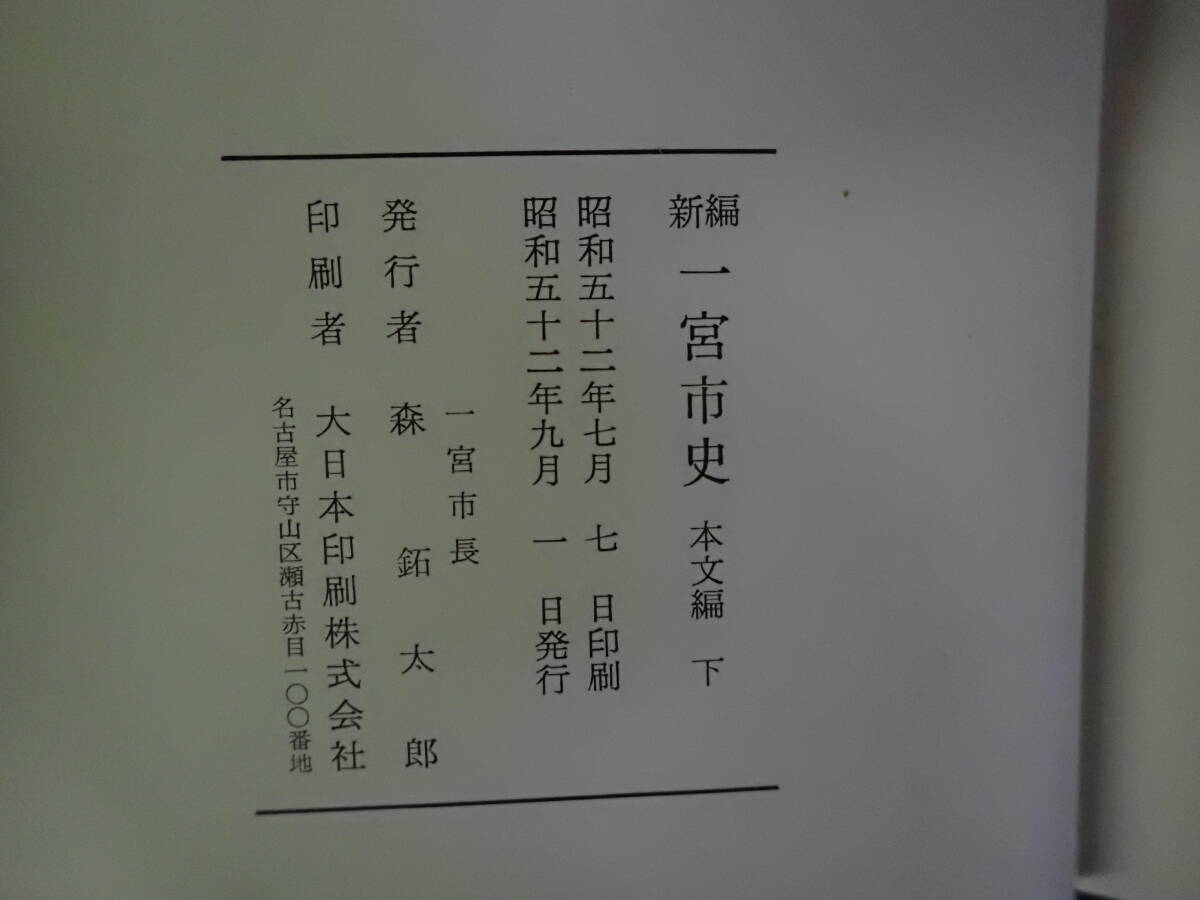 新編 一宮市史 本文編 下
昭和五十二年七月 七 日印刷
昭和五十二年九月 一 日発行
一宮市長
発行者 森 鉐 太 郎
印刷者 大日本印刷株式会社
名古屋市守山区瀬古赤目一〇〇番地